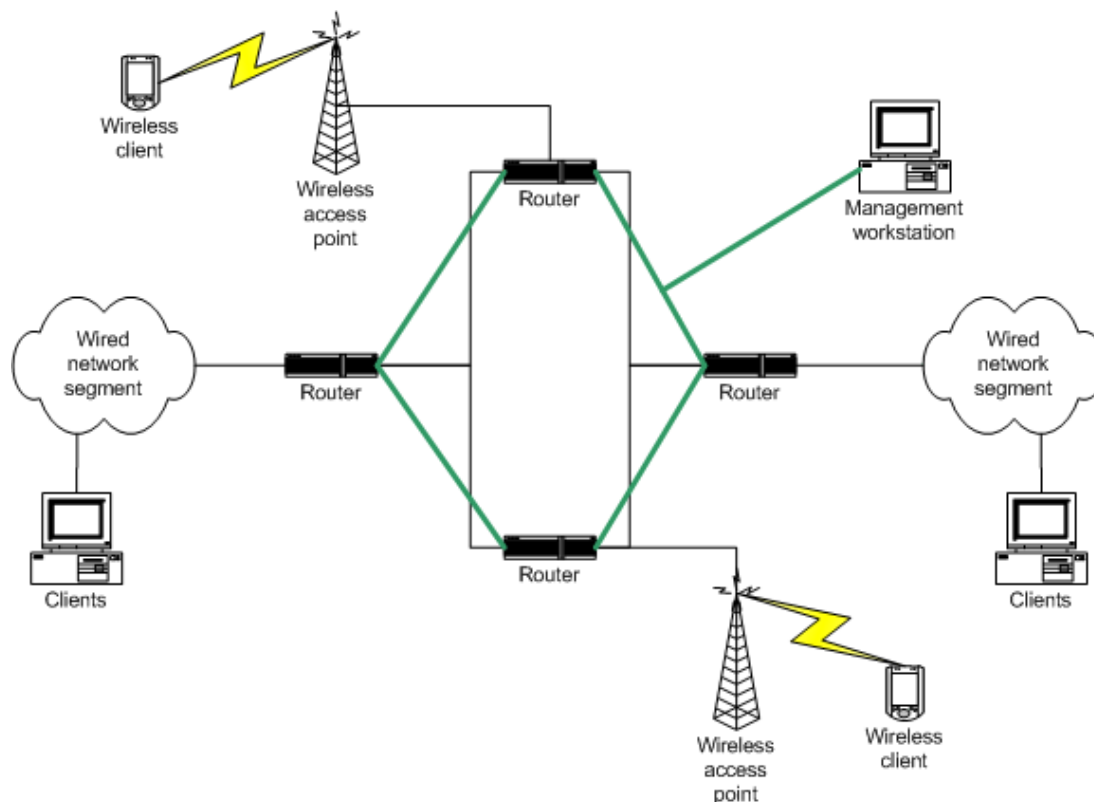 Wireless
client
Wireless
access
point
Router
Management
workstation
Wired
network
segment
Router
Router
Wired
network
segment
Clients
Router
Clients
Wireless
access
point
Wireless
client